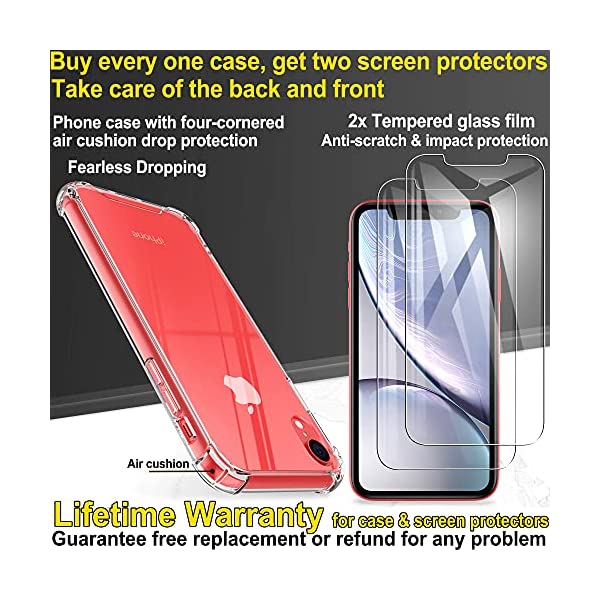 Buy every one case, get two screen protectors
Take care of the back and front
Phone case with four-cornered
air cushion drop protection
Fearless Dropping
2x Tempered glass film
Anti-scratch & impact protection
iPhone
Air cushion
Lifetime Warranty for case & screen protectors
Guarantee free replacement or refund for any problem